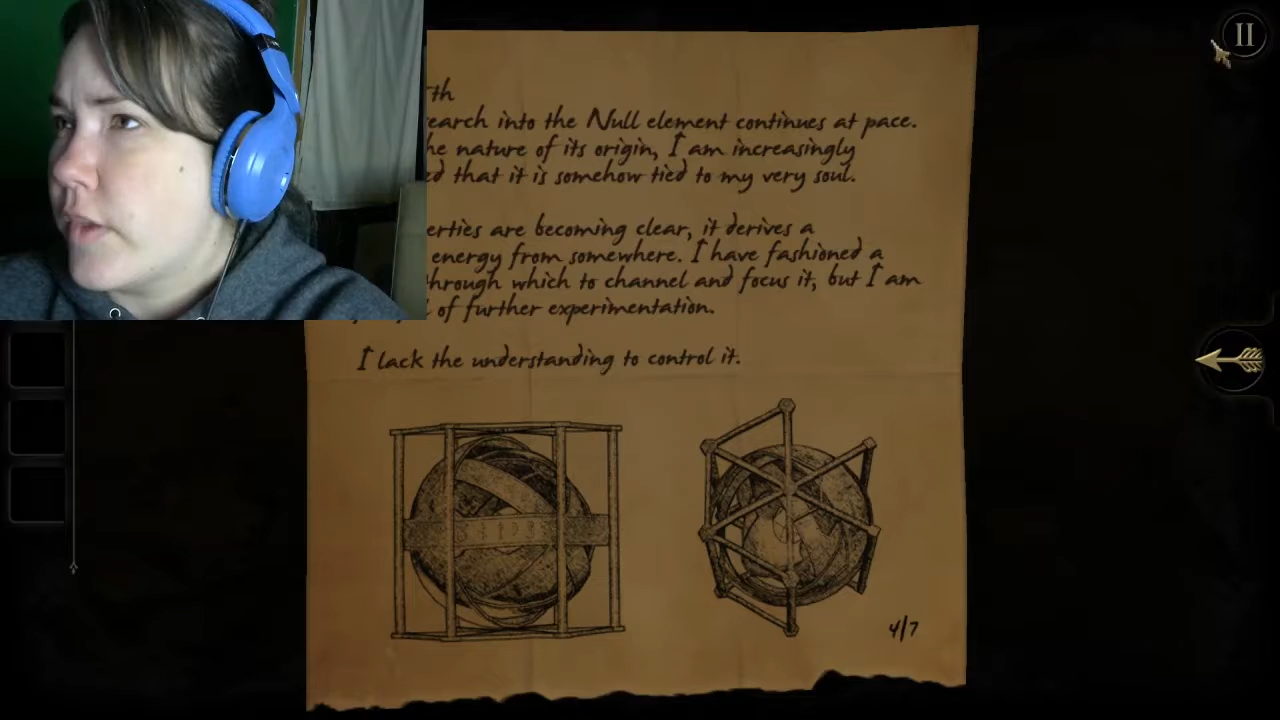 th
earch into the Null element continues at pace.
he nature of its origin, I am increasingly
ed that it is somehow tied to my very soul.
erties are becoming clear, it derives a
energy from somewhere. I have fashioned a
through which to channel and focus it, but I am
of further experimentation.
I lack the understanding to control it.
4/7